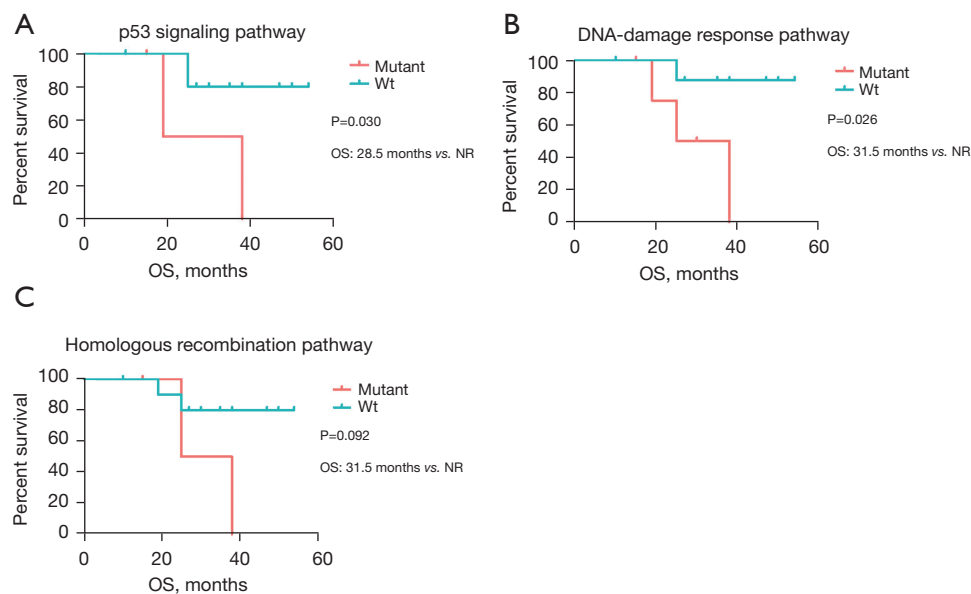 A
p53 signaling pathway
Percent survival
100
80
60
40
20
0
0 20 40 60
OS, months
Mutant
Wt
P=0.030
OS: 28.5 months vs. NR
B
DNA-damage response pathway
Percent survival
100
80
60
40
20
0
0 20 40 60
OS, months
Mutant
Wt
P=0.026
OS: 31.5 months vs. NR
C
Homologous recombination pathway
Percent survival
100
80
60
40
20
0
0 20 40 60
OS, months
Mutant
Wt
P=0.092
OS: 31.5 months vs. NR